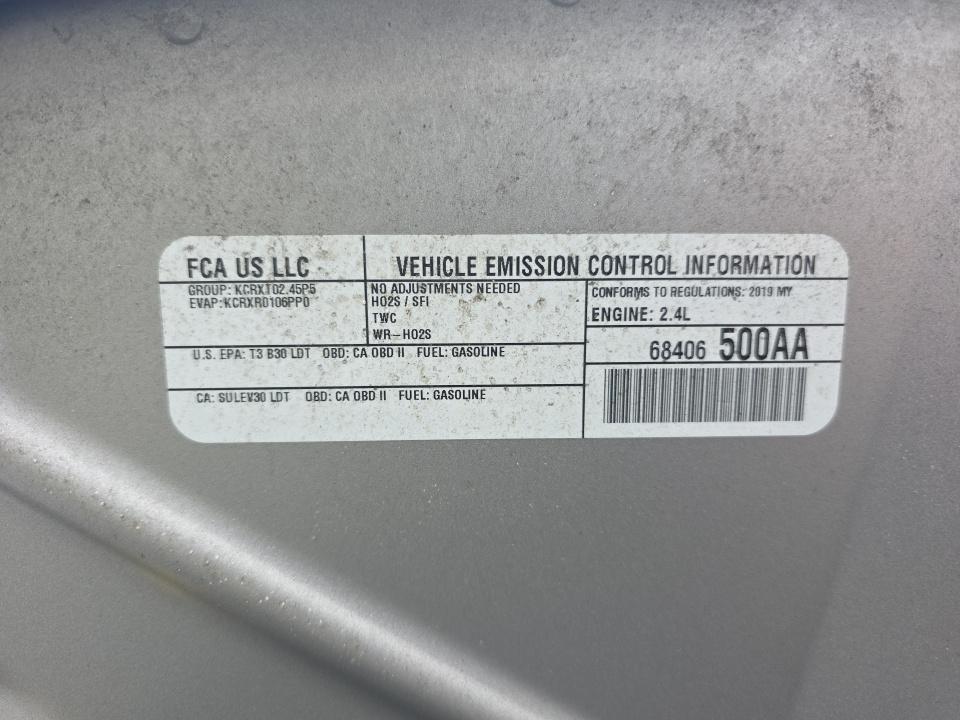 FCA US LLC
VEHICLE EMISSION CONTROL INFORMATION
GROUP: KCRXT02.45P5
EVAP:KCRXR0106PP0
NO ADJUSTMENTS NEEDED
HO2S / SFI
TWC
WR-HO2S
CONFORMS TO REGULATIONS: 2019 MY
ENGINE: 2.4L
68406 500AA
U.S. EPA: T3 B30 LDT OBD: CA OBD II FUEL: GASOLINE
CA: SULEV30 LDT OBD: CA OBD II FUEL: GASOLINE